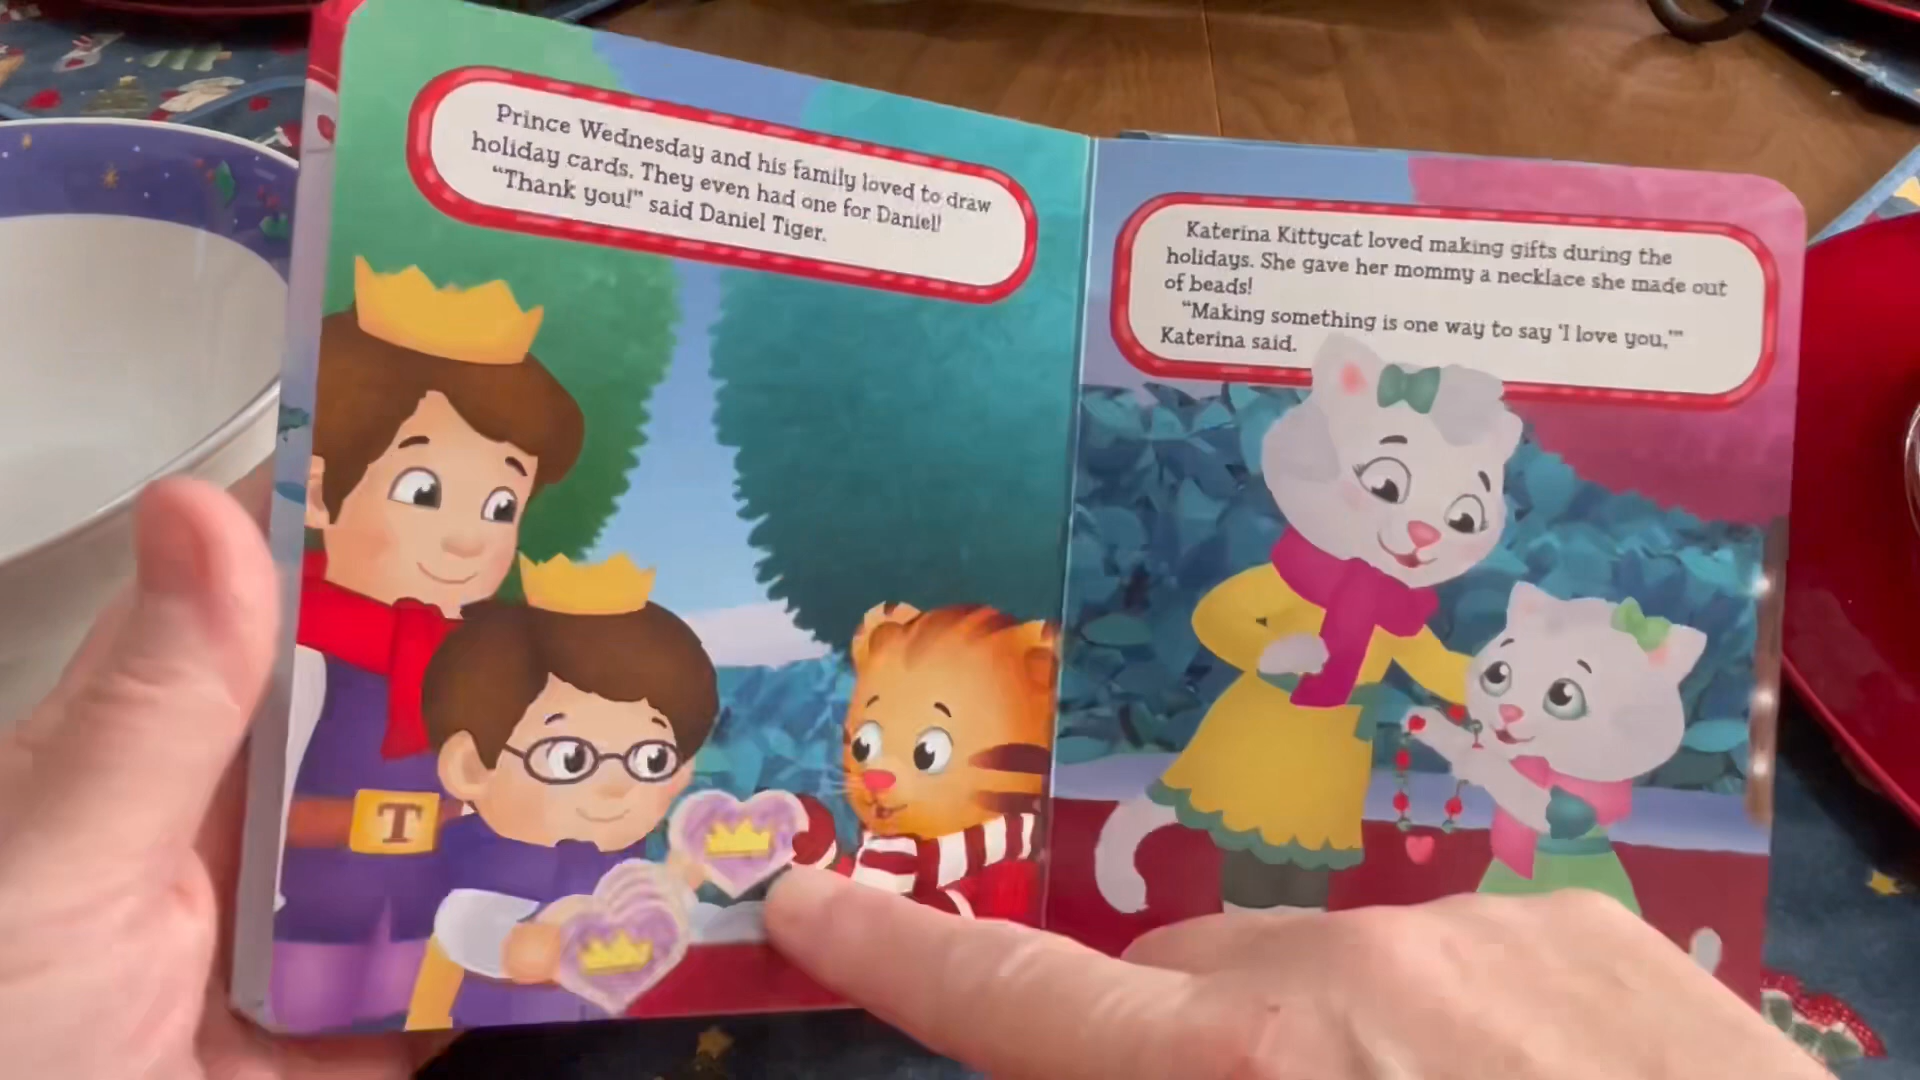 Prince Wednesday and his family loved to draw
holiday cards. They even had one for Daniel!
“Thank you!” said Daniel Tiger.
T
Katerina Kittycat loved making gifts during the
holidays. She gave her mommy a necklace she made out
of beads!
“Making something is one way to say ‘I love you,’”
Katerina said.